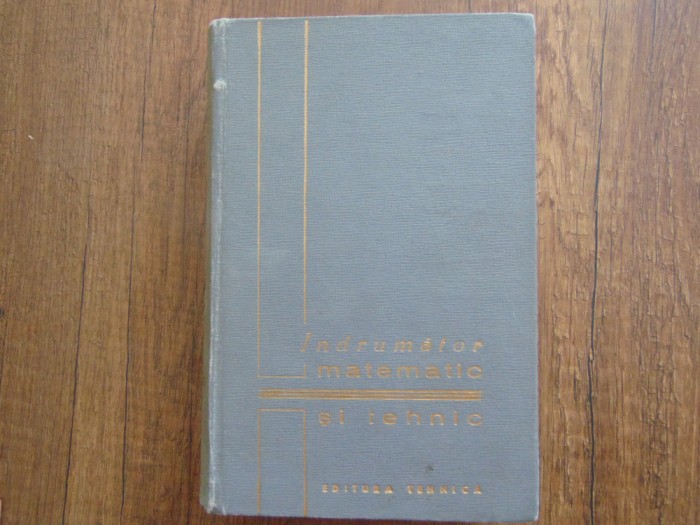 Îndrumător
matematic
și tehnic
EDITURA TEHNICĂ